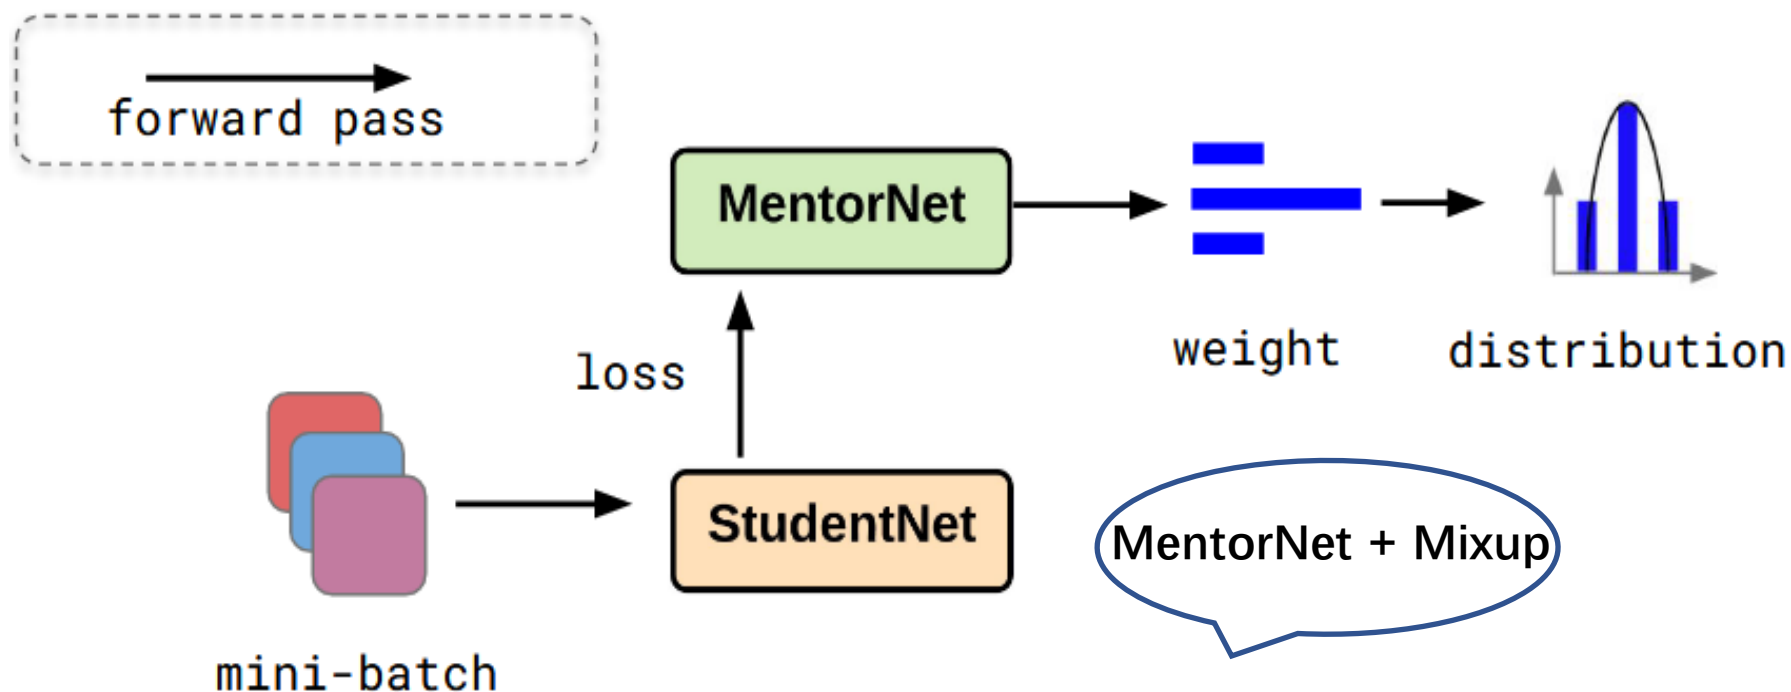 forward pass
MentorNet
weight
distribution
loss
StudentNet
MentorNet + Mixup
mini-batch